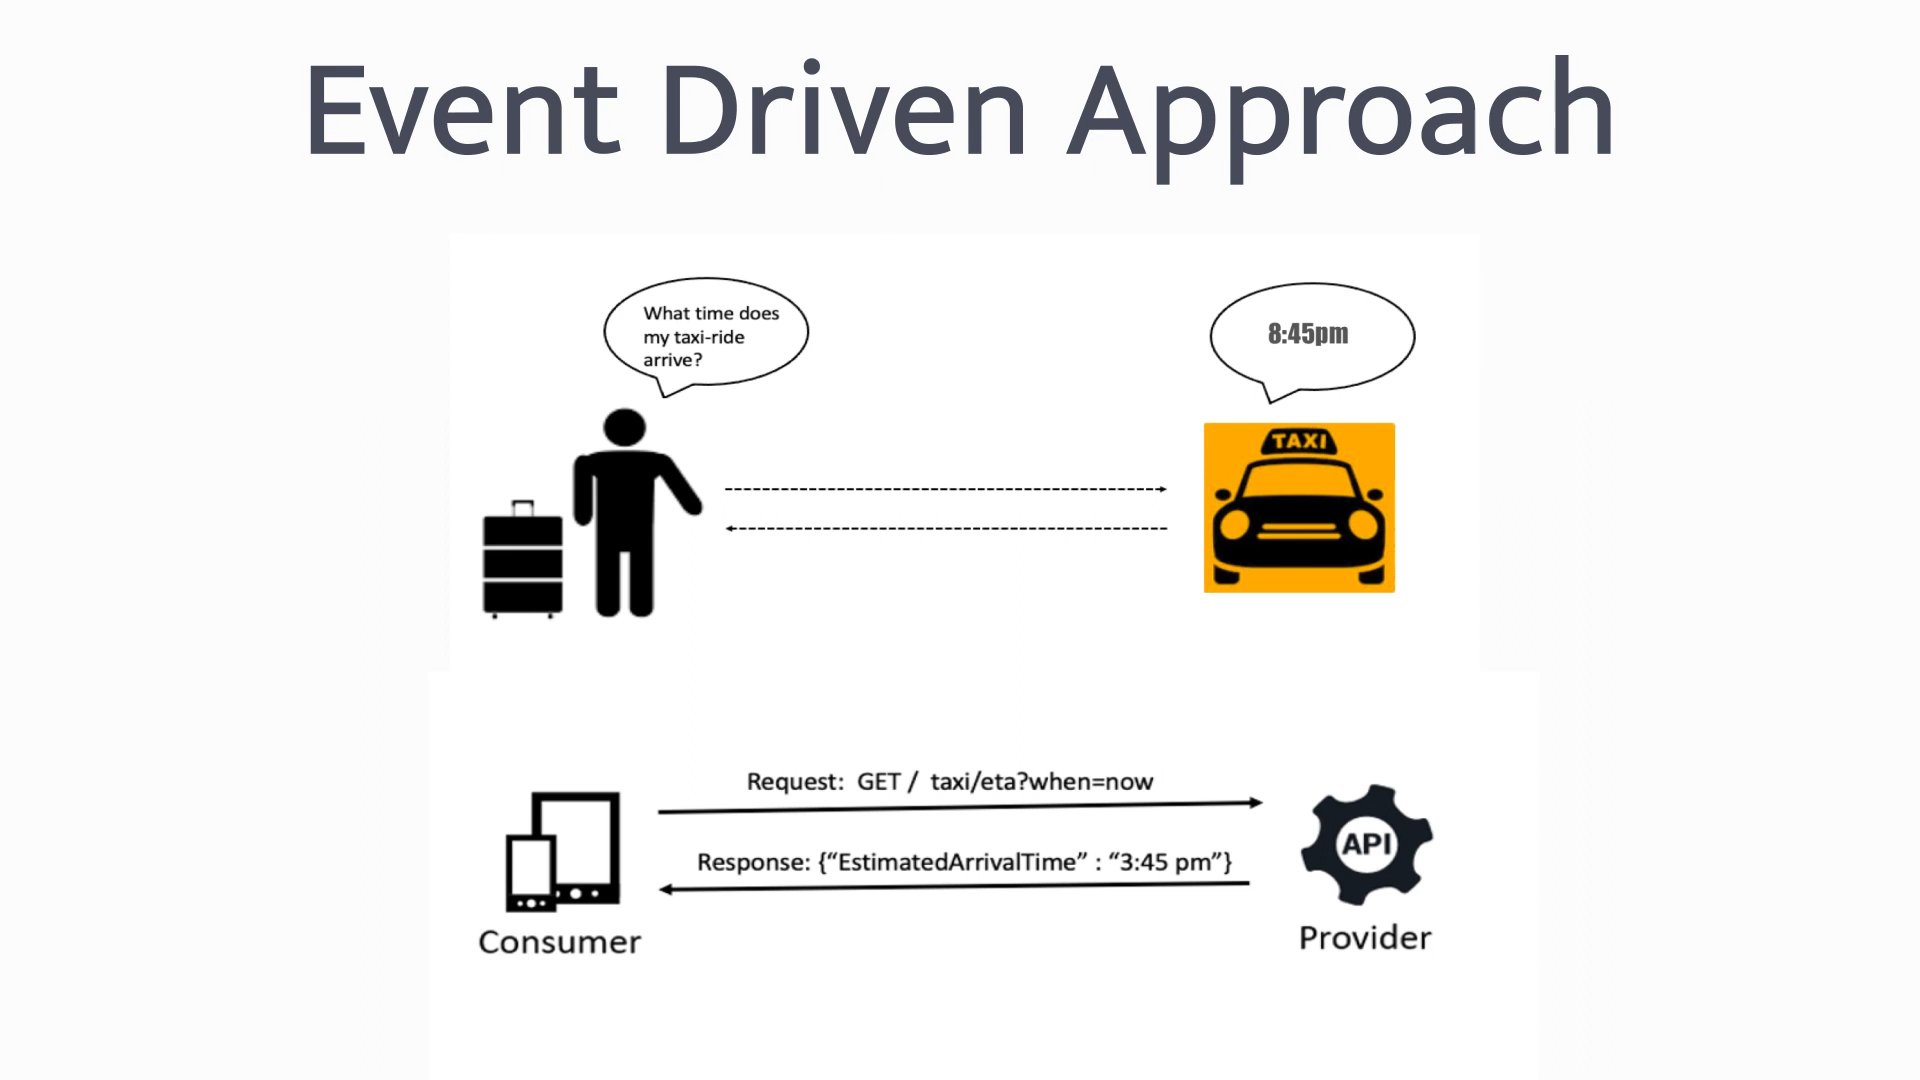 Event Driven Approach
What time does
my taxi-ride
arrive?
8:45pm
TAXI
Request:  GET /  taxi/eta?when=now
Response: {“EstimatedArrivalTime” : “3:45 pm”}
API
Consumer
Provider